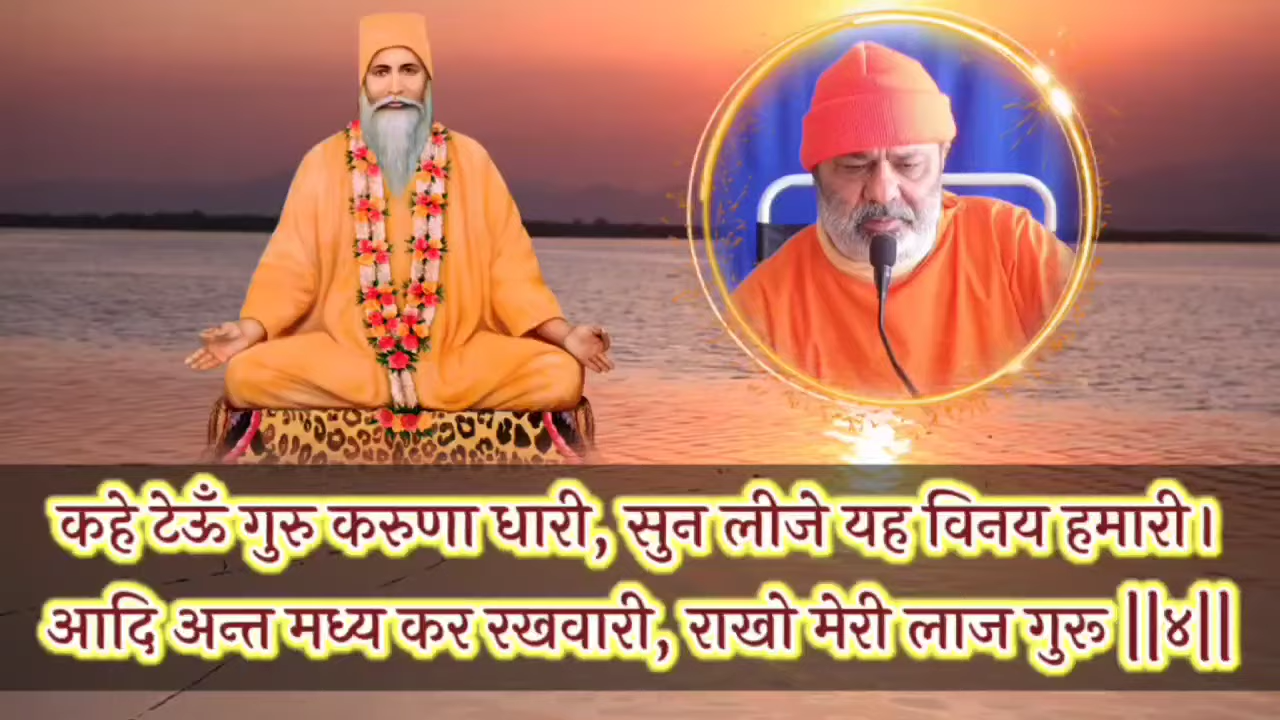 कहे टेऊँ गुरु करुणा धारी, सुन लीजे यह विनय हमारी।
आदि अन्त मध्य कर रखवारी, राखो मेरी लाज गुरू ||४||